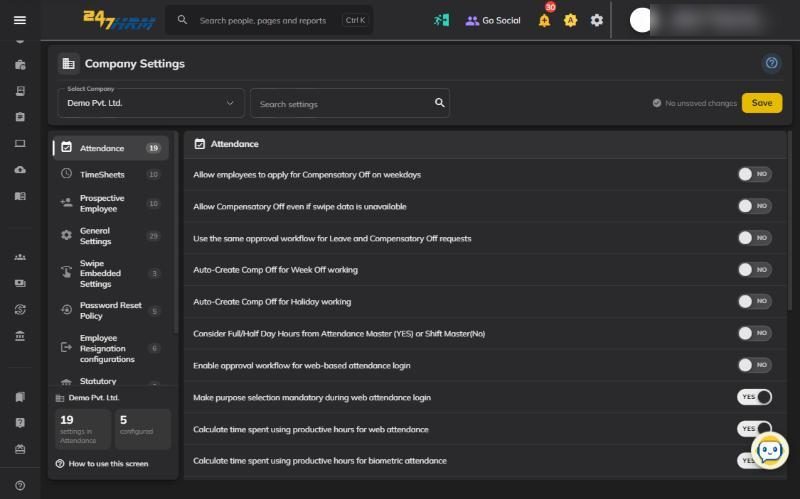 247HRM
Search people, pages and reports
Ctrl K
Go Social
30
Company Settings
Select Company
Demo Pvt. Ltd.
Search settings
No unsaved changes
Save
Attendance 19
TimeSheets 10
Prospective
Employee 10
General
Settings 29
Swipe
Embedded
Settings 3
Password Reset
Policy 5
Employee
Resignation
configurations 6
Statutory
Demo Pvt. Ltd.
19
settings in
Attendance
5
configured
How to use this screen
Attendance
Allow employees to apply for Compensatory Off on weekdays NO
Allow Compensatory Off even if swipe data is unavailable NO
Use the same approval workflow for Leave and Compensatory Off requests NO
Auto-Create Comp Off for Week Off working NO
Auto-Create Comp Off for Holiday working NO
Consider Full/Half Day Hours from Attendance Master (YES) or Shift Master(No) NO
Enable approval workflow for web-based attendance login NO
Make purpose selection mandatory during web attendance login YES
Calculate time spent using productive hours for web attendance YES
Calculate time spent using productive hours for biometric attendance YES